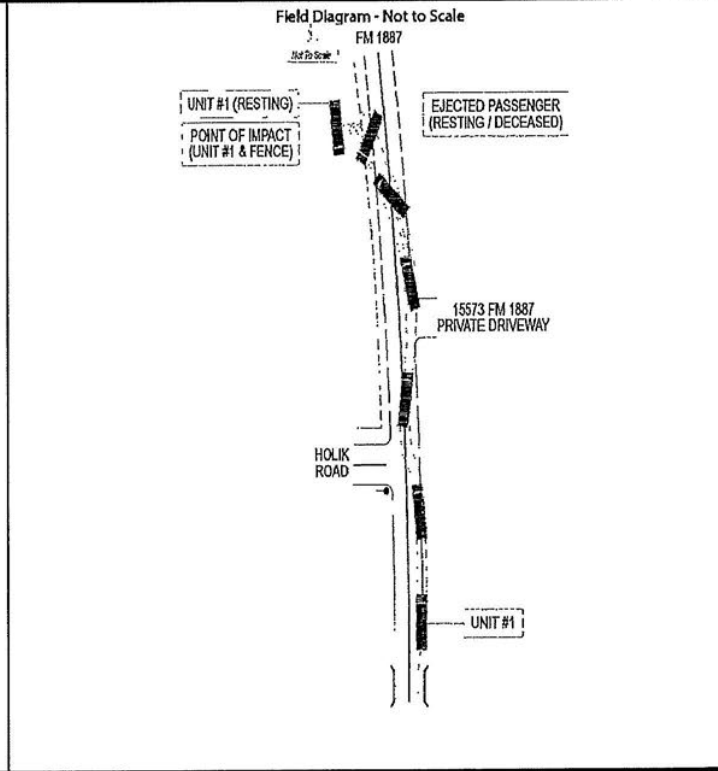 Field Diagram - Not to Scale
FM 1887
Not To Scale
UNIT #1 (RESTING)
POINT OF IMPACT
(UNIT #1 & FENCE)
EJECTED PASSENGER
(RESTING / DECEASED)
15573 FM 1887
PRIVATE DRIVEWAY
HOLIK
ROAD
UNIT #1